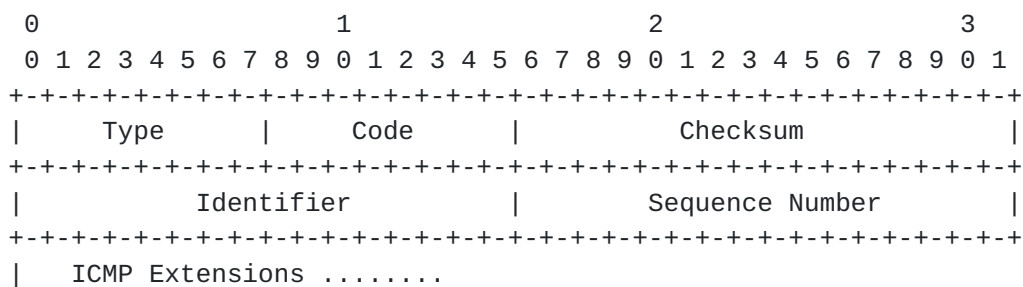 0                   1                   2                   3
 0 1 2 3 4 5 6 7 8 9 0 1 2 3 4 5 6 7 8 9 0 1 2 3 4 5 6 7 8 9 0 1
+-+-+-+-+-+-+-+-+-+-+-+-+-+-+-+-+-+-+-+-+-+-+-+-+-+-+-+-+-+-+-+-+
|     Type      |     Code      |          Checksum             |
+-+-+-+-+-+-+-+-+-+-+-+-+-+-+-+-+-+-+-+-+-+-+-+-+-+-+-+-+-+-+-+-+
|           Identifier          |        Sequence Number        |
+-+-+-+-+-+-+-+-+-+-+-+-+-+-+-+-+-+-+-+-+-+-+-+-+-+-+-+-+-+-+-+-+
|   ICMP Extensions ........